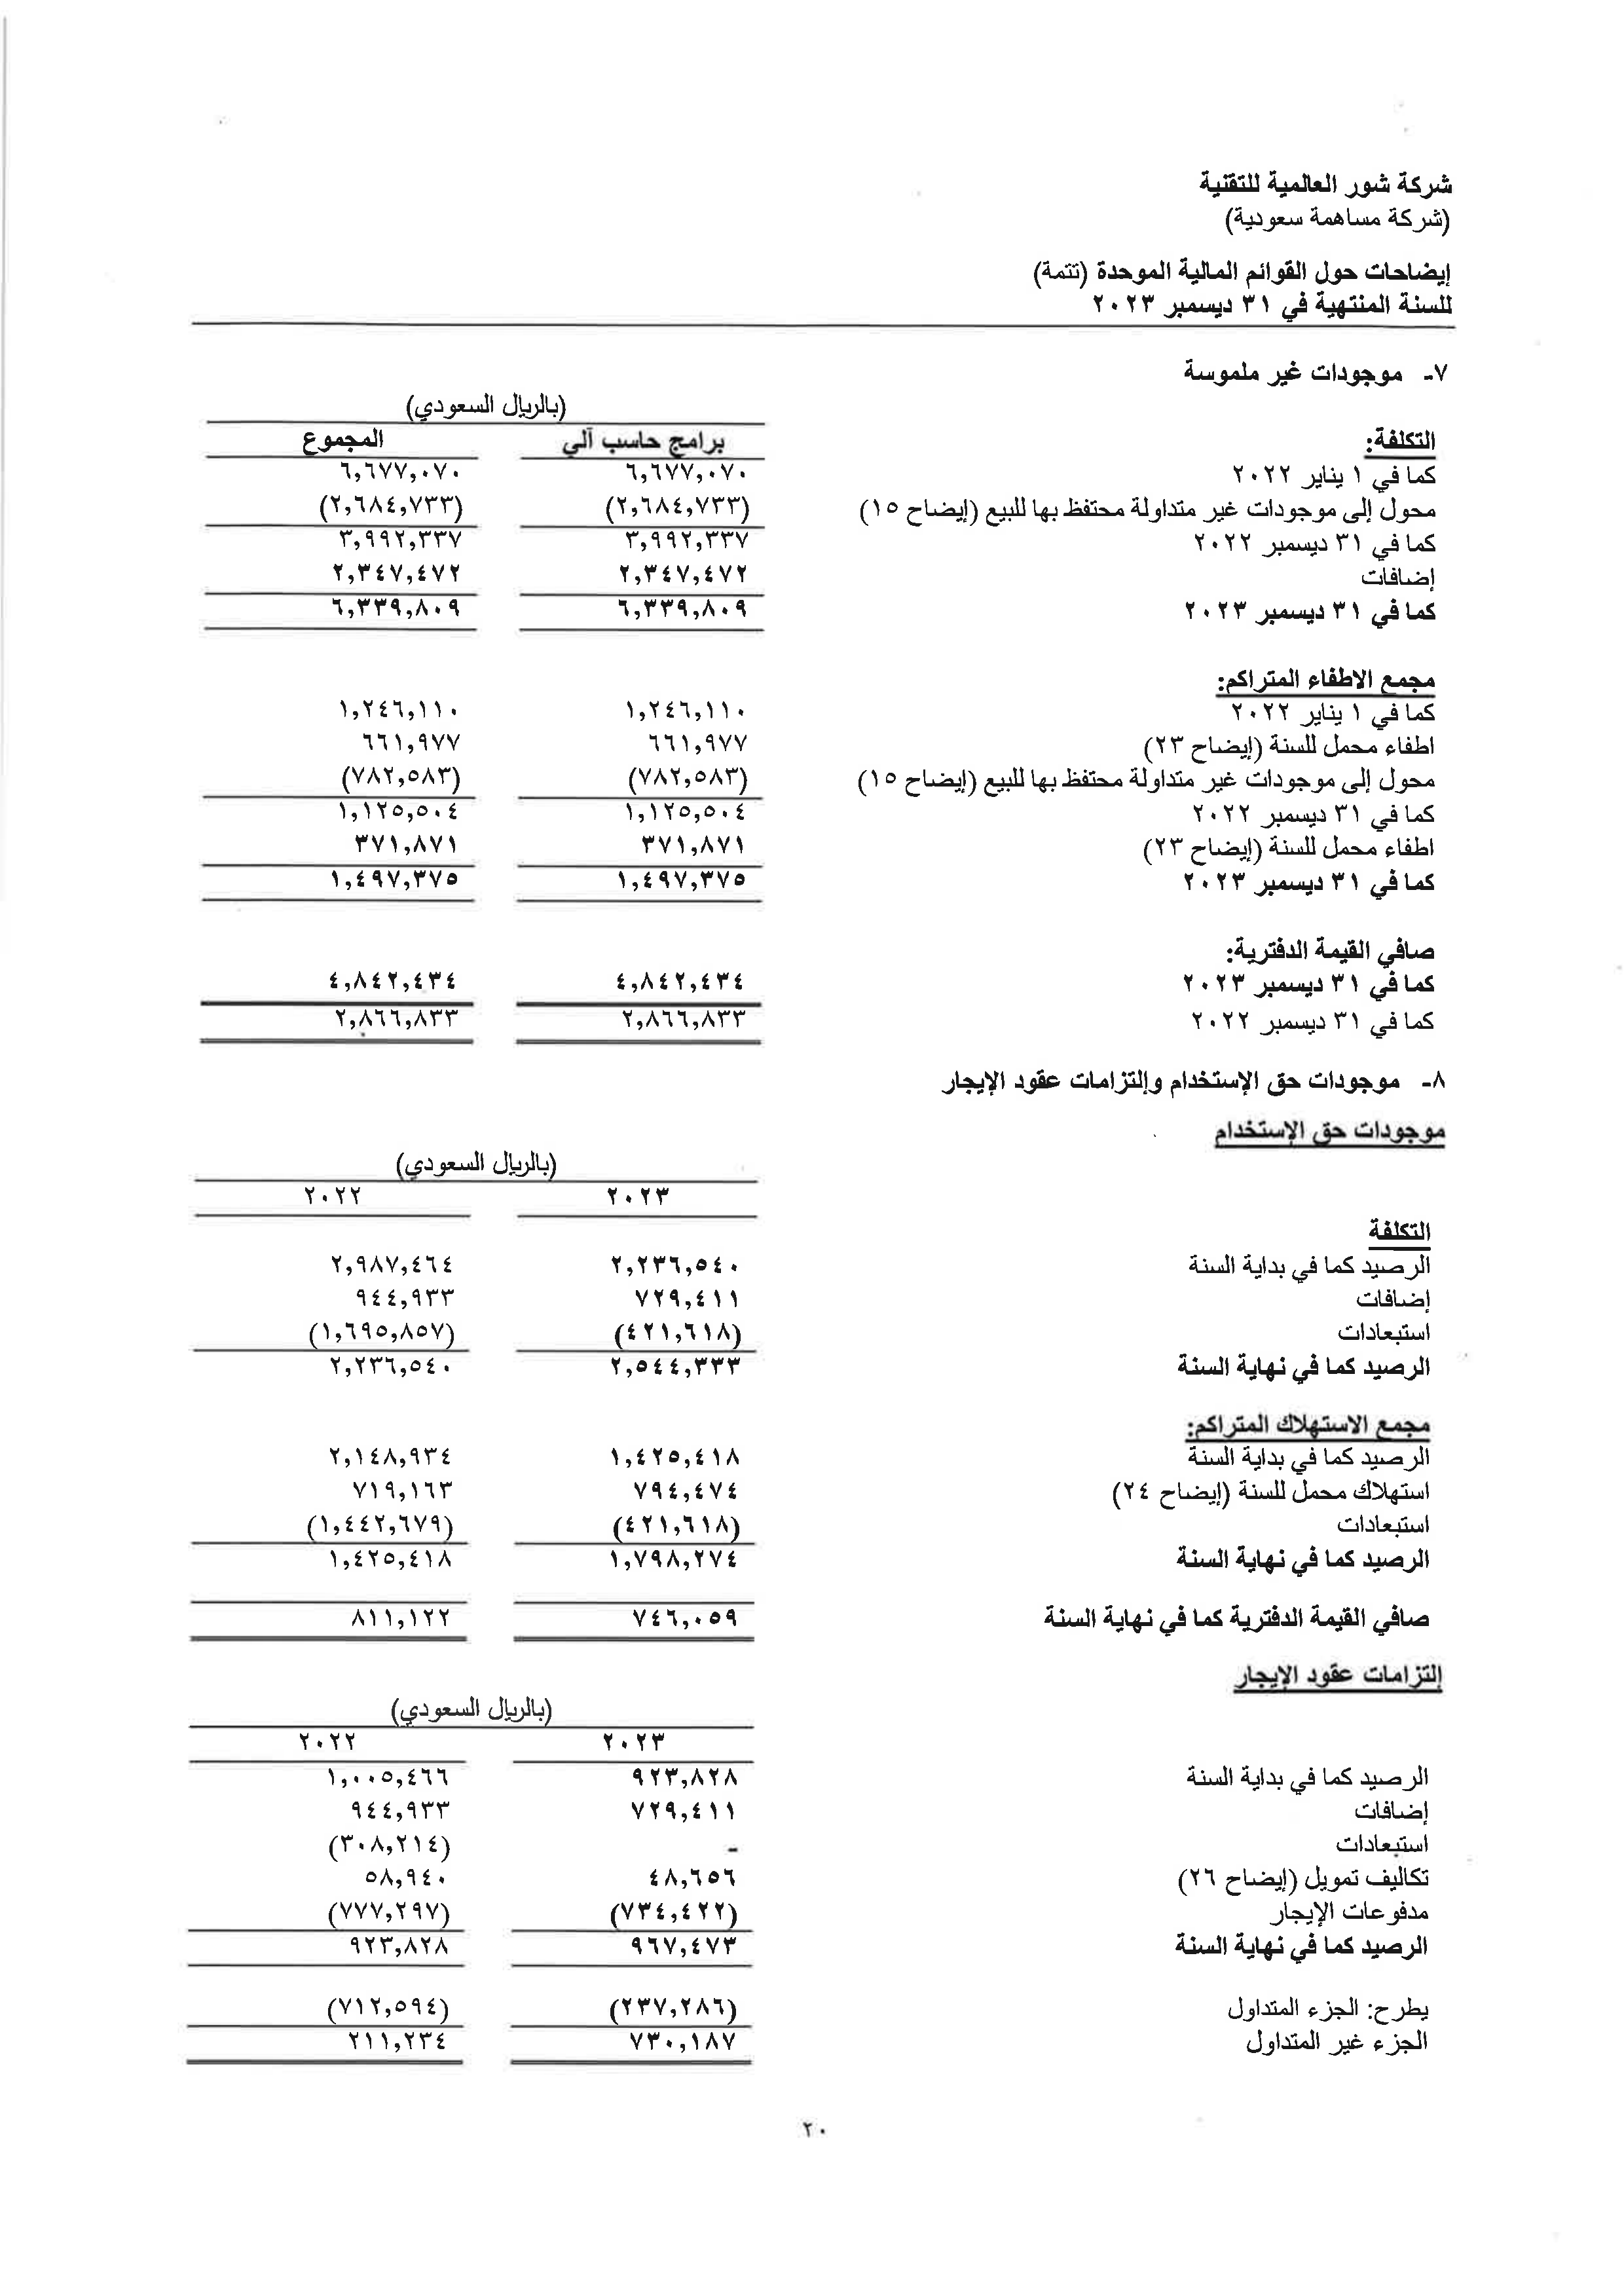 شركة شور العالمية للتقنية
(شركة مساهمة سعودية)
إيضاحات حول القوائم المالية الموحدة (تتمة)
للسنة المنتهية في ٣١ ديسمبر ٢٠٢٣
٧- موجودات غير ملموسة
(بالريال السعودي)
التكلفة: برامج حاسب آلي المجموع
كما في ١ يناير ٢٠٢٢ ٦,٦٧٧,٠٧٠ ٦,٦٧٧,٠٧٠
محول إلى موجودات غير متداولة محتفظ بها للبيع (إيضاح ١٥) (٢,٦٨٤,٧٣٣) (٢,٦٨٤,٧٣٣)
كما في ٣١ ديسمبر ٢٠٢٢ ٣,٩٩٢,٣٣٧ ٣,٩٩٢,٣٣٧
إضافات ٢,٣٤٧,٤٧٢ ٢,٣٤٧,٤٧٢
كما في ٣١ ديسمبر ٢٠٢٣ ٦,٣٣٩,٨٠٩ ٦,٣٣٩,٨٠٩
مجمع الاطفاء المتراكم:
كما في ١ يناير ٢٠٢٢ ١,٢٤٦,١١٠ ١,٢٤٦,١١٠
اطفاء محمل للسنة (إيضاح ٢٣) ٦٦١,٩٧٧ ٦٦١,٩٧٧
محول إلى موجودات غير متداولة محتفظ بها للبيع (إيضاح ١٥) (٧٨٢,٥٨٣) (٧٨٢,٥٨٣)
كما في ٣١ ديسمبر ٢٠٢٢ ١,١٢٥,٥٠٤ ١,١٢٥,٥٠٤
اطفاء محمل للسنة (إيضاح ٢٣) ٣٧١,٨٧١ ٣٧١,٨٧١
كما في ٣١ ديسمبر ٢٠٢٣ ١,٤٩٧,٣٧٥ ١,٤٩٧,٣٧٥
صافي القيمة الدفترية:
كما في ٣١ ديسمبر ٢٠٢٣ ٤,٨٤٢,٤٣٤ ٤,٨٤٢,٤٣٤
كما في ٣١ ديسمبر ٢٠٢٢ ٢,٨٦٦,٨٣٣ ٢,٨٦٦,٨٣٣
٨- موجودات حق الإستخدام وإلتزامات عقود الإيجار
موجودات حق الإستخدام
(بالريال السعودي)
٢٠٢٣ ٢٠٢٢
التكلفة
الرصيد كما في بداية السنة ٢,٢٣٦,٥٤٠ ٢,٩٨٧,٤٦٤
إضافات ٧٢٩,٤١١ ٩٤٤,٩٣٣
استبعادات (٤٢١,٦١٨) (١,٦٩٥,٨٥٧)
الرصيد كما في نهاية السنة ٢,٥٤٤,٣٣٣ ٢,٢٣٦,٥٤٠
مجمع الاستهلاك المتراكم:
الرصيد كما في بداية السنة ١,٤٢٥,٤١٨ ٢,١٤٨,٩٣٤
استهلاك محمل للسنة (إيضاح ٢٤) ٧٩٤,٤٧٤ ٧١٩,١٦٣
استبعادات (٤٢١,٦١٨) (١,٤٤٢,٦٧٩)
الرصيد كما في نهاية السنة ١,٧٩٨,٢٧٤ ١,٤٢٥,٤١٨
صافي القيمة الدفترية كما في نهاية السنة ٧٤٦,٠٥٩ ٨١١,١٢٢
إلتزامات عقود الإيجار
(بالريال السعودي)
٢٠٢٣ ٢٠٢٢
الرصيد كما في بداية السنة ٩٢٣,٨٢٨ ١,٠٠٥,٤٦٦
إضافات ٧٢٩,٤١١ ٩٤٤,٩٣٣
استبعادات - (٣٠٨,٢١٤)
تكاليف تمويل (إيضاح ٢٦) ٤٨,٦٥٦ ٥٨,٩٤٠
مدفوعات الإيجار (٧٣٤,٤٢٢) (٧٧٧,٢٩٧)
الرصيد كما في نهاية السنة ٩٦٧,٤٧٣ ٩٢٣,٨٢٨
يطرح: الجزء المتداول (٢٣٧,٢٨٦) (٧١٢,٥٩٤)
الجزء غير المتداول ٧٣٠,١٨٧ ٢١١,٢٣٤
٢٠